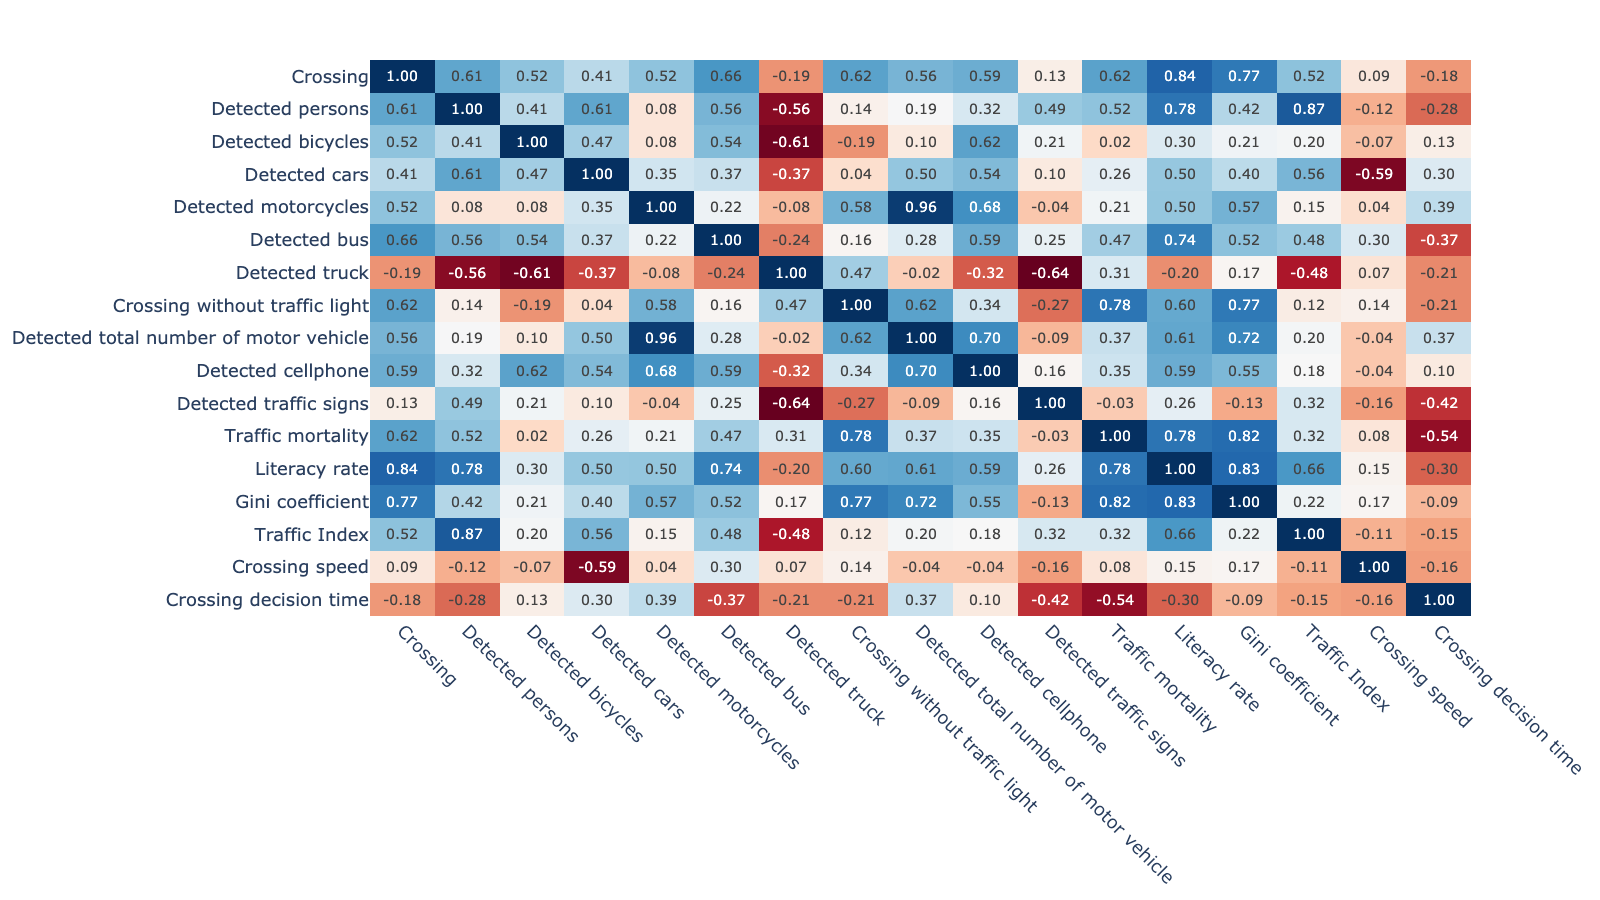 Crossing 1.00 0.61 0.52 0.41 0.52 0.66 -0.19 0.62 0.56 0.59 0.13 0.62 0.84 0.77 0.52 0.09 -0.18
Detected persons 0.61 1.00 0.41 0.61 0.08 0.56 -0.56 0.14 0.19 0.32 0.49 0.52 0.78 0.42 0.87 -0.12 -0.28
Detected bicycles 0.52 0.41 1.00 0.47 0.08 0.54 -0.61 -0.19 0.10 0.62 0.21 0.02 0.30 0.21 0.20 -0.07 0.13
Detected cars 0.41 0.61 0.47 1.00 0.35 0.37 -0.37 0.04 0.50 0.54 0.10 0.26 0.50 0.40 0.56 -0.59 0.30
Detected motorcycles 0.52 0.08 0.08 0.35 1.00 0.22 -0.08 0.58 0.96 0.68 -0.04 0.21 0.50 0.57 0.15 0.04 0.39
Detected bus 0.66 0.56 0.54 0.37 0.22 1.00 -0.24 0.16 0.28 0.59 0.25 0.47 0.74 0.52 0.48 0.30 -0.37
Detected truck -0.19 -0.56 -0.61 -0.37 -0.08 -0.24 1.00 0.47 -0.02 -0.32 -0.64 0.31 -0.20 0.17 -0.48 0.07 -0.21
Crossing without traffic light 0.62 0.14 -0.19 0.04 0.58 0.16 0.47 1.00 0.62 0.34 -0.27 0.78 0.60 0.77 0.12 0.14 -0.21
Detected total number of motor vehicle 0.56 0.19 0.10 0.50 0.96 0.28 -0.02 0.62 1.00 0.70 -0.09 0.37 0.61 0.72 0.20 -0.04 0.37
Detected cellphone 0.59 0.32 0.62 0.54 0.68 0.59 -0.32 0.34 0.70 1.00 0.16 0.35 0.59 0.55 0.18 -0.04 0.10
Detected traffic signs 0.13 0.49 0.21 0.10 -0.04 0.25 -0.64 -0.27 -0.09 0.16 1.00 -0.03 0.26 -0.13 0.32 -0.16 -0.42
Traffic mortality 0.62 0.52 0.02 0.26 0.21 0.47 0.31 0.78 0.37 0.35 -0.03 1.00 0.78 0.82 0.32 0.08 -0.54
Literacy rate 0.84 0.78 0.30 0.50 0.50 0.74 -0.20 0.60 0.61 0.59 0.26 0.78 1.00 0.83 0.66 0.15 -0.30
Gini coefficient 0.77 0.42 0.21 0.40 0.57 0.52 0.17 0.77 0.72 0.55 -0.13 0.82 0.83 1.00 0.22 0.17 -0.09
Traffic Index 0.52 0.87 0.20 0.56 0.15 0.48 -0.48 0.12 0.20 0.18 0.32 0.32 0.66 0.22 1.00 -0.11 -0.15
Crossing speed 0.09 -0.12 -0.07 -0.59 0.04 0.30 0.07 0.14 -0.04 -0.04 -0.16 0.08 0.15 0.17 -0.11 1.00 -0.16
Crossing decision time -0.18 -0.28 0.13 0.30 0.39 -0.37 -0.21 -0.21 0.37 0.10 -0.42 -0.54 -0.30 -0.09 -0.15 -0.16 1.00
Crossing
Detected persons
Detected bicycles
Detected cars
Detected motorcycles
Detected bus
Detected truck
Crossing without traffic light
Detected total number of motor vehicle
Detected cellphone
Detected traffic signs
Traffic mortality
Literacy rate
Gini coefficient
Traffic Index
Crossing speed
Crossing decision time